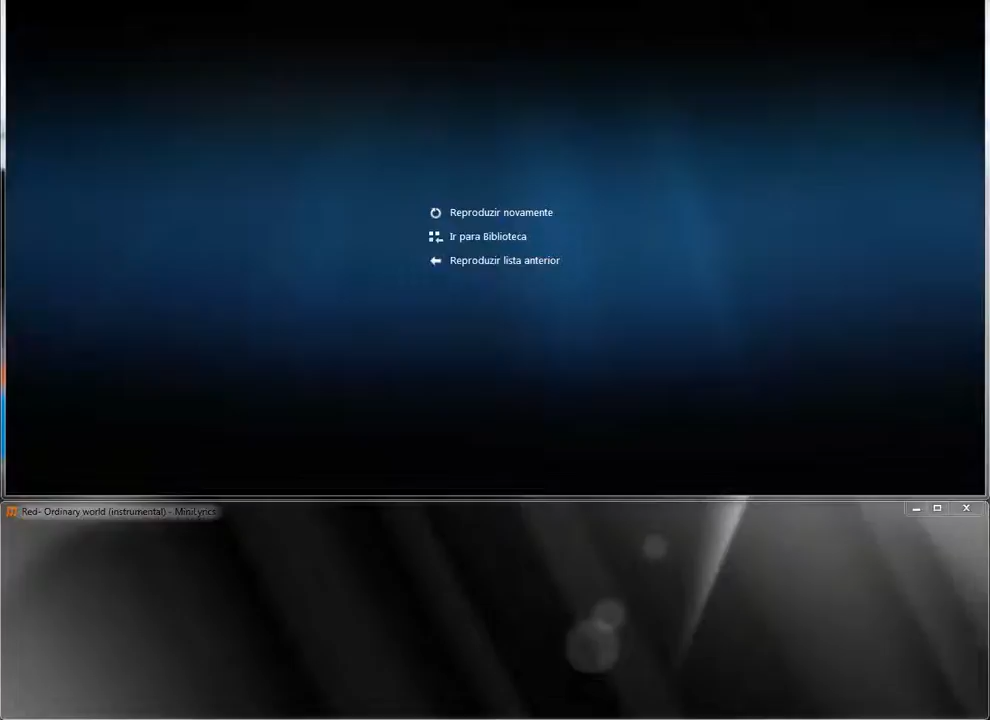 Reproduzir novamente
Ir para Biblioteca
Reproduzir lista anterior
Red- Ordinary world (instrumental) - MiniLyrics